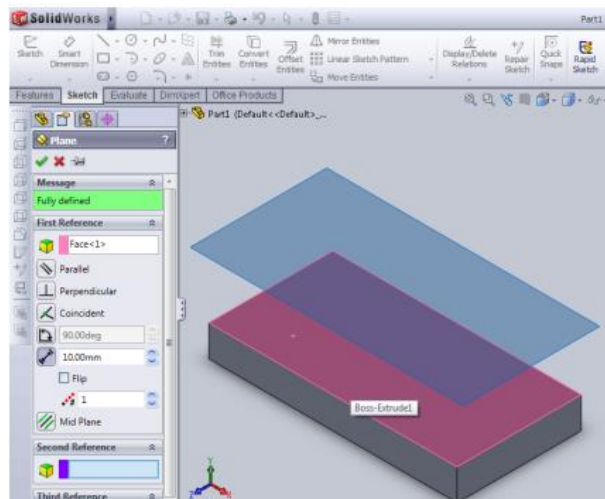 SolidWorks
Part1
Sketch
Smart Dimension
Trim Entities
Convert Entities
Offset Entities
Mirror Entities
Linear Sketch Pattern
Move Entities
Display/Delete Relations
Repair Sketch
Quick Snaps
Rapid Sketch
Features Sketch Evaluate DimXpert Office Products
Part1 (Default<<Default>_...
Plane ?
Message
Fully defined
First Reference
Face<1>
Parallel
Perpendicular
Coincident
90.00deg
10.00mm
Flip
1
Mid Plane
Second Reference
Third Reference
Boss-Extrude1
Y
Z
X